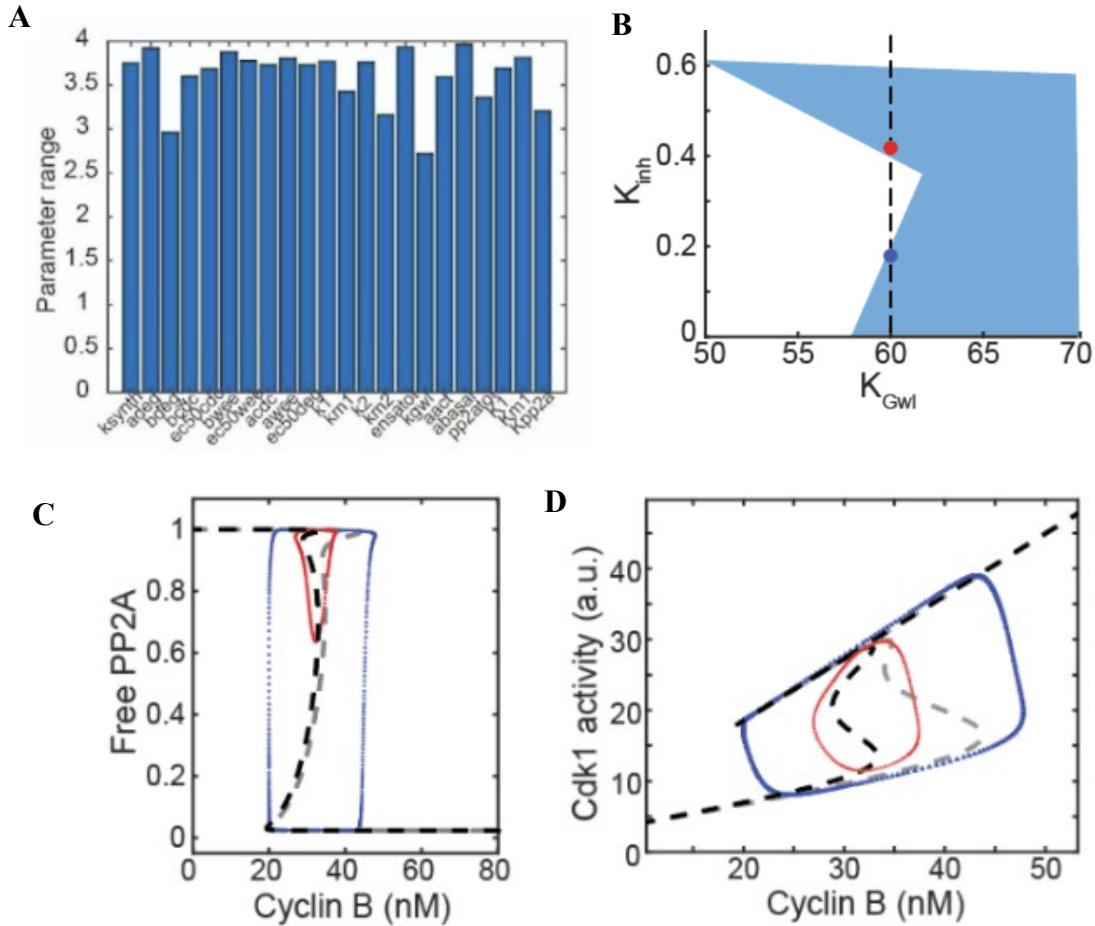 A
4
3.5
3
2.5
2
1.5
1
0.5
0
Parameter range
ksynth
adeg
bdeg
bcdc
ec50cdc
bwee
ec50wee
acdc
awee
ec50deg
k1
km1
k2
km2
ensatot
kgwl
aact
abasal
pp2atot
K1
Km1
Kpp2a
B
0.6
0.4
0.2
0
K_inh
50
55
60
65
70
K_Gwl
C
1
0.8
0.6
0.4
0.2
0
Free PP2A
0
20
40
60
80
Cyclin B (nM)
D
40
30
20
10
0
Cdk1 activity (a.u.)
20
30
40
50
Cyclin B (nM)